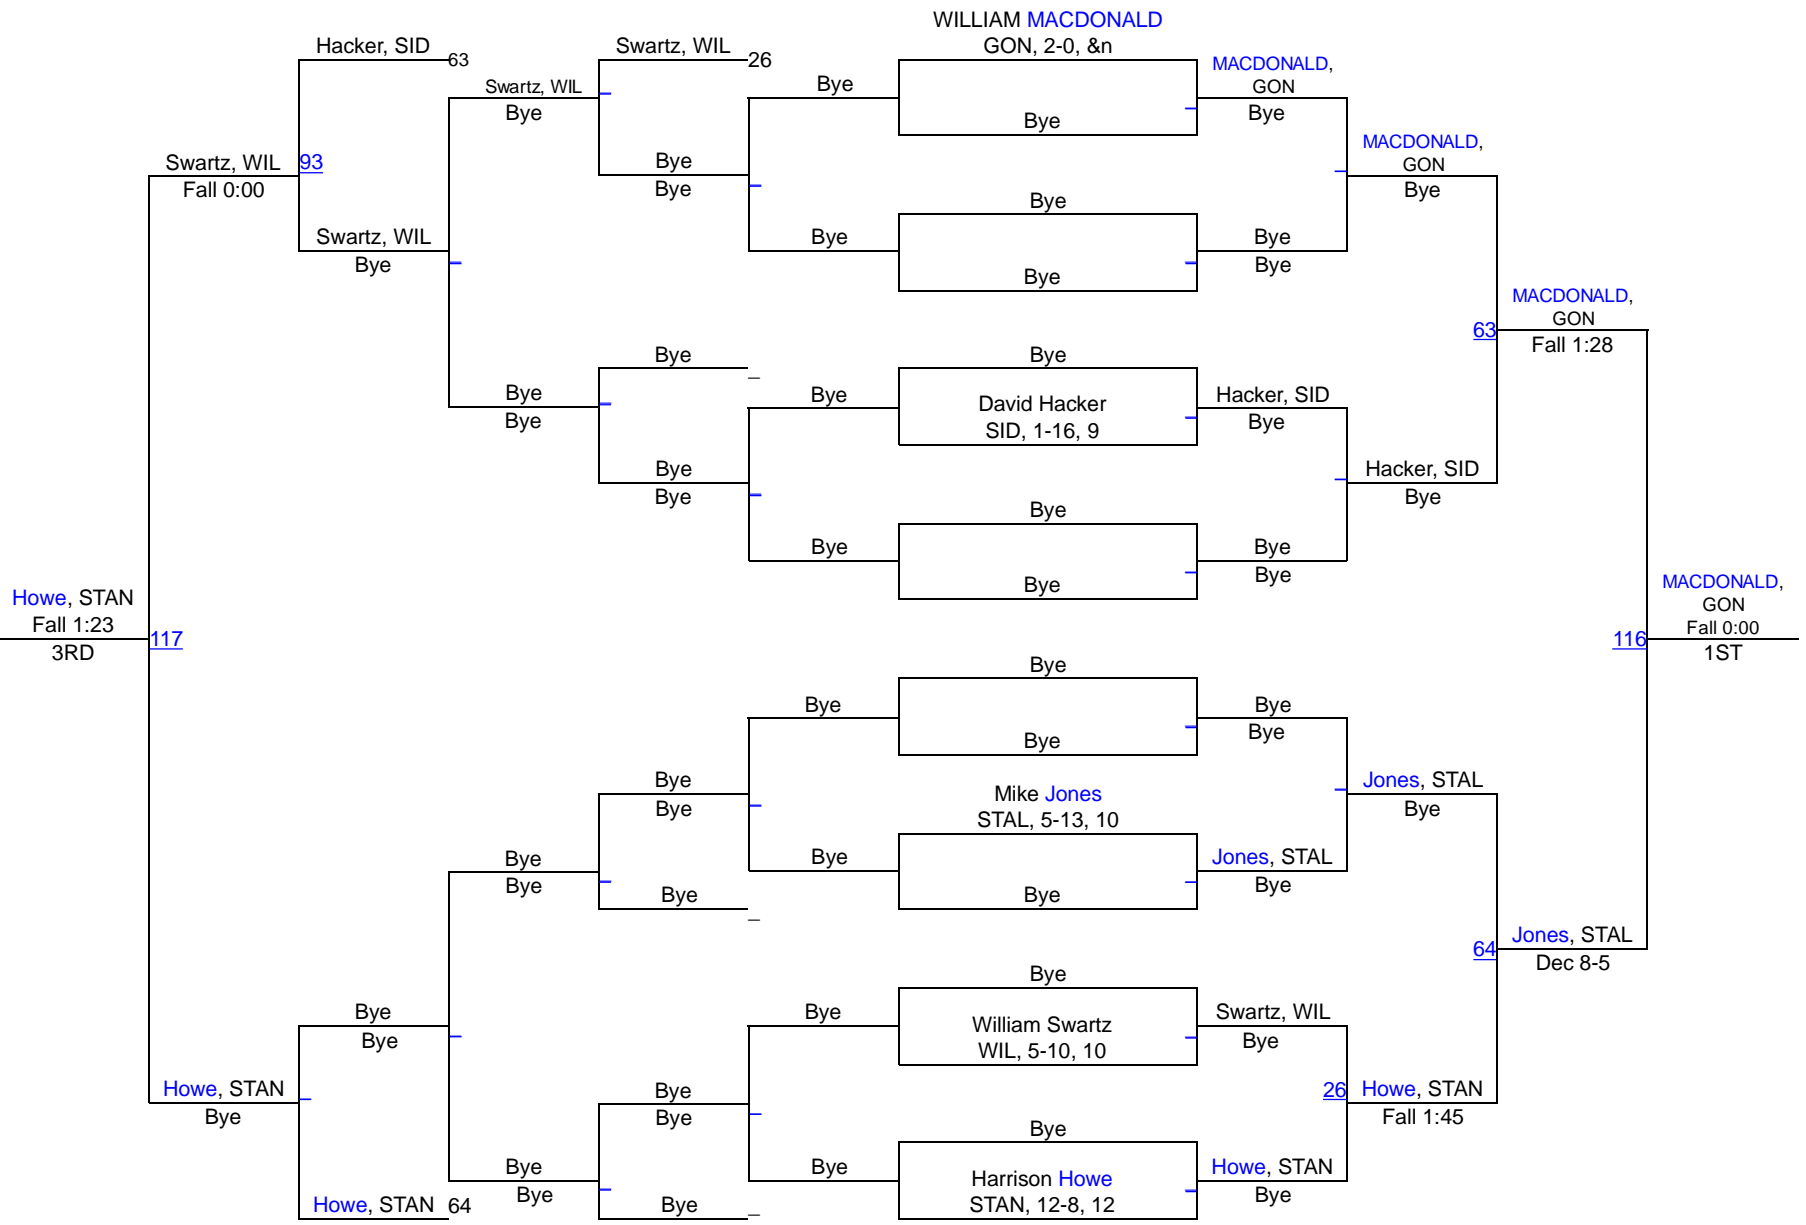 WILLIAM MACDONALD
GON, 2-0, &n
Hacker, SID
63
Swartz, WIL
26
MACDONALD,
GON
Bye
Swartz, WIL
Bye
Bye
Bye
MACDONALD,
GON
Bye
Swartz, WIL
93
Fall 0:00
Bye
Bye
Bye
Swartz, WIL
Bye
Bye
Bye
Bye
Bye
MACDONALD,
GON
Fall 1:28
63
Bye
_
Bye
Bye
Bye
Bye
David Hacker
SID, 1-16, 9
Hacker, SID
Bye
Bye
Bye
Hacker, SID
Bye
Bye
Bye
Bye
Bye
Bye
Howe, STAN
Fall 1:23
3RD
117
MACDONALD,
GON
Fall 0:00
1ST
116
Bye
Bye
Bye
Bye
Bye
Bye
Bye
Mike Jones
STAL, 5-13, 10
Jones, STAL
Bye
Bye
Bye
Bye
Jones, STAL
Bye
Bye
_
Bye
Jones, STAL
Dec 8-5
64
Bye
Bye
Bye
Bye
William Swartz
WIL, 5-10, 10
Swartz, WIL
Bye
Howe, STAN
Bye
Bye
Bye
26
Howe, STAN
Fall 1:45
Bye
Bye
Bye
Bye
Harrison Howe
STAN, 12-8, 12
Howe, STAN
Bye
Howe, STAN
64
Bye
_